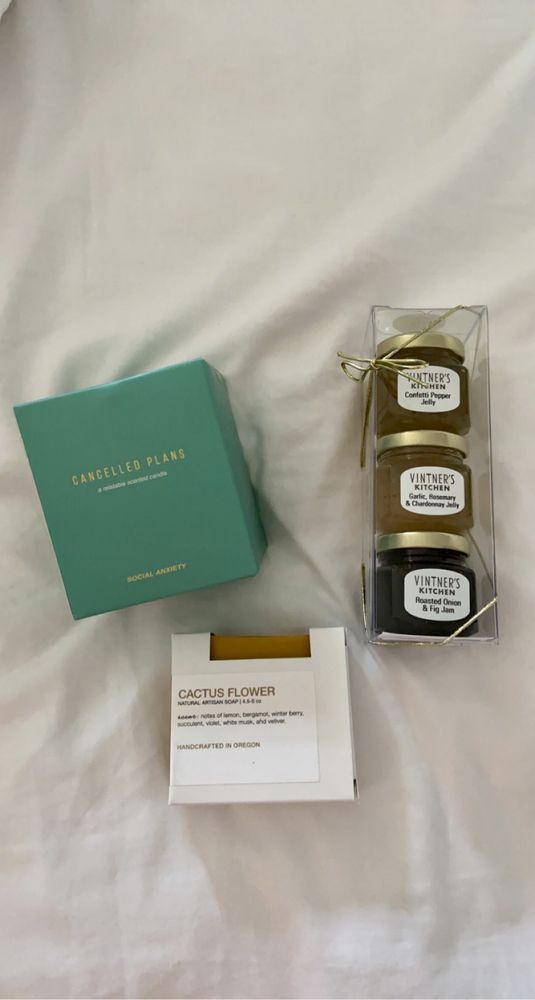 CANCELLED PLANS
a relatable scented candle
SOCIAL ANXIETY
VINTNER'S
KITCHEN
Confetti Pepper
Jelly
VINTNER'S
KITCHEN
Garlic, Rosemary
& Chardonnay Jelly
VINTNER'S
KITCHEN
Roasted Onion
& Fig Jam
CACTUS FLOWER
NATURAL ARTISAN SOAP | 4.5-5 oz
notes of lemon, bergamot, winter berry,
succulent, violet, white musk, and vetiver.
HANDCRAFTED IN OREGON